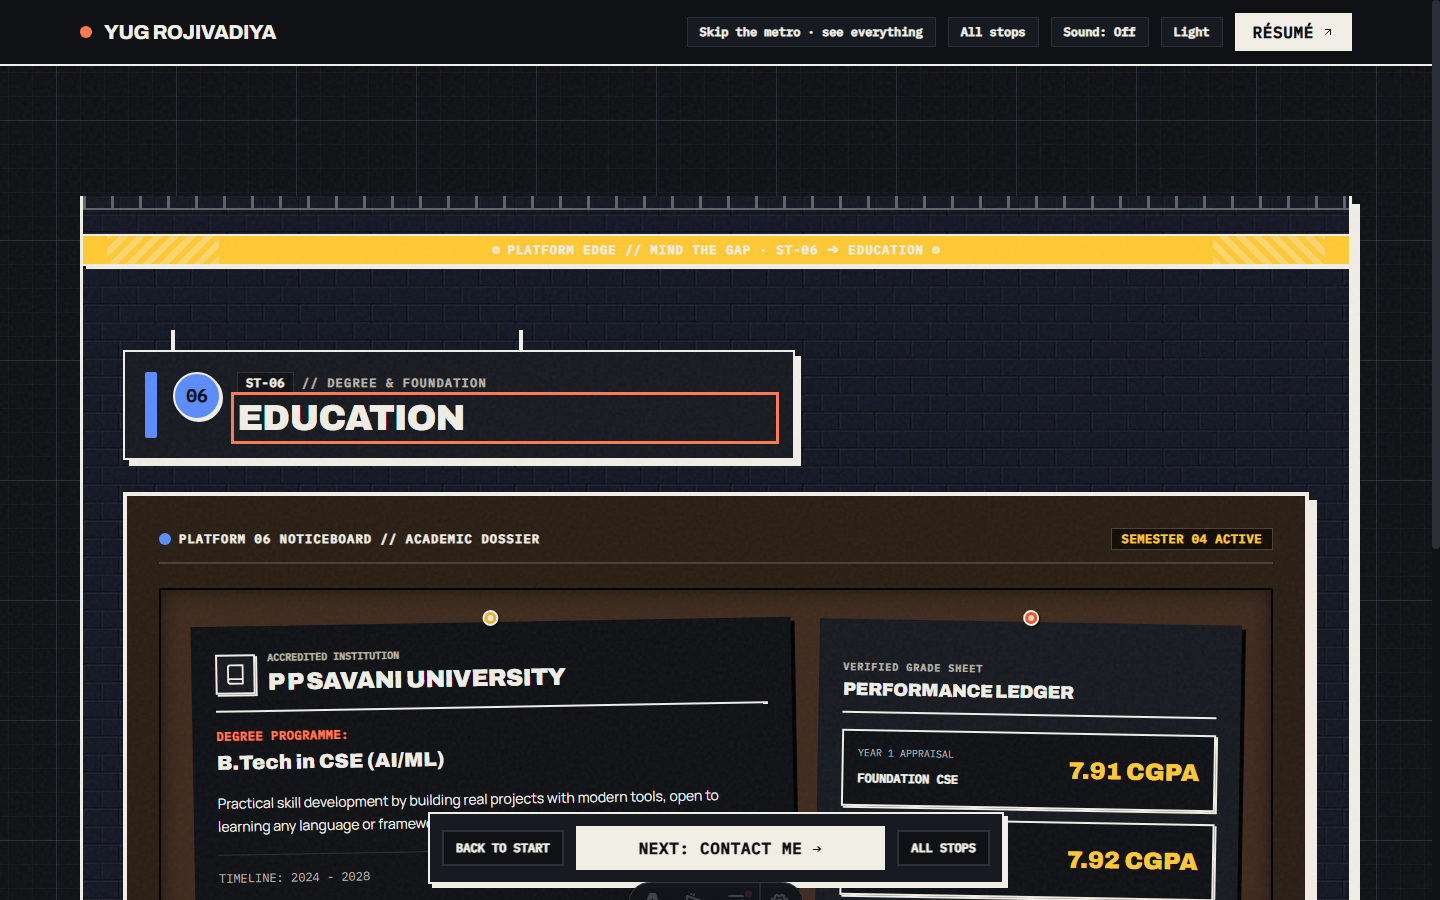 YUG ROJIVADIYA
Skip the metro · see everything
All stops
Sound: Off
Light
RÉSUMÉ ↗
PLATFORM EDGE // MIND THE GAP · ST-06 ➔ EDUCATION
06
ST-06 // DEGREE & FOUNDATION
EDUCATION
PLATFORM 06 NOTICEBOARD // ACADEMIC DOSSIER
SEMESTER 04 ACTIVE
ACCREDITED INSTITUTION
P P SAVANI UNIVERSITY
DEGREE PROGRAMME:
B.Tech in CSE (AI/ML)
Practical skill development by building real projects with modern tools, open to
learning any language or
TIMELINE: 2024 - 2028
VERIFIED GRADE SHEET
PERFORMANCE LEDGER
YEAR 1 APPRAISAL
FOUNDATION CSE
7.91 CGPA
7.92 CGPA
BACK TO START
NEXT: CONTACT ME →
ALL STOPS